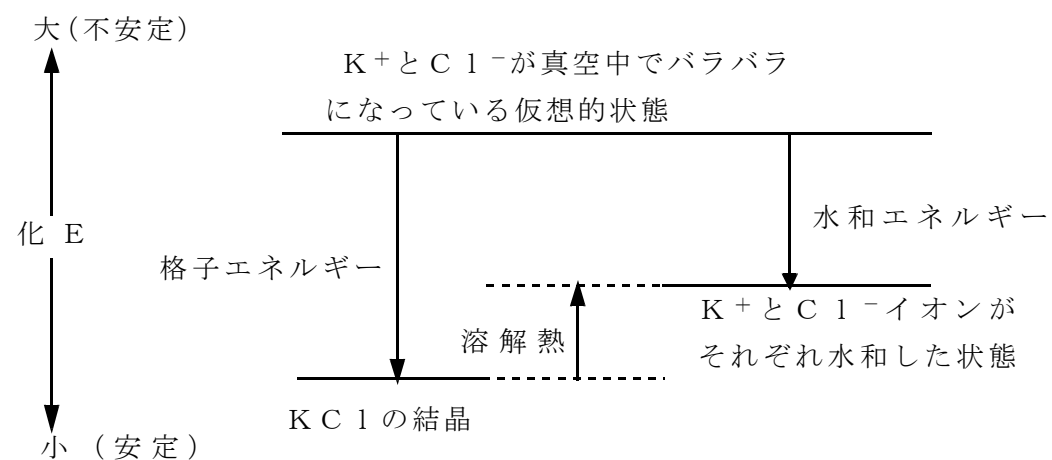 大(不安定)
K⁺とCl⁻が真空中でバラバラ
になっている仮想的状態
化 E
水和エネルギー
格子エネルギー
K⁺とCl⁻イオンが
溶解熱
それぞれ水和した状態
KClの結晶
小 (安定)